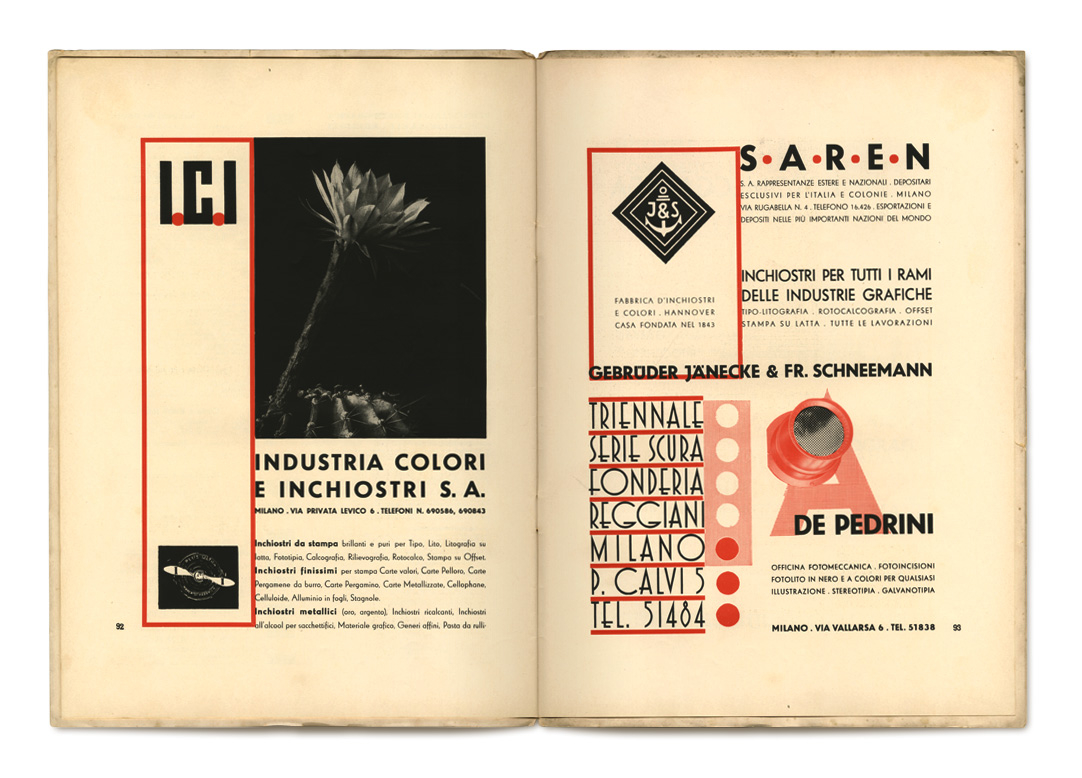 I.C.I
INDUSTRIA COLORI
E INCHIOSTRI S. A.
MILANO . VIA PRIVATA LEVICO 6 . TELEFONI N. 690586, 690843
Inchiostri da stampa brillanti e puri per Tipo, Lito, Litografia su
latta, Fototipia, Calcografia, Rilievografia, Rotocalco, Stampa su Offset.
Inchiostri finissimi per stampa Carte valori, Carte Pelloro, Carte
Pergamene da burro, Carte Pergamino, Carte Metallizzate, Cellophane,
Celluloide, Alluminio in fogli, Stagnole.
Inchiostri metallici (oro, argento), Inchiostri ricalcanti, Inchiostri
all'alcool per sacchettifici, Materiale grafico, Generi affini, Pasta da rulli·
92
J&S
FABBRICA D'INCHIOSTRI
E COLORI . HANNOVER
CASA FONDATA NEL 1843
S·A·R·E·N
S. A. RAPPRESENTANZE ESTERE E NAZIONALI . DEPOSITARI
ESCLUSIVI PER L'ITALIA E COLONIE . MILANO
VIA RUGABELLA N. 4 . TELEFONO 16.426 . ESPORTAZIONI E
DEPOSITI NELLE PIÙ IMPORTANTI NAZIONI DEL MONDO
INCHIOSTRI PER TUTTI I RAMI
DELLE INDUSTRIE GRAFICHE
TIPO-LITOGRAFIA . ROTOCALCOGRAFIA . OFFSET
STAMPA SU LATTA . TUTTE LE LAVORAZIONI
GEBRÜDER JÄNECKE & FR. SCHNEEMANN
TRIENNALE
SERIE SCURA
FONDERIA
REGGIANI
MILANO
P. CALVI 5
TEL. 51484
A
DE PEDRINI
OFFICINA FOTOMECCANICA . FOTOINCISIONI
FOTOLITO IN NERO E A COLORI PER QUALSIASI
ILLUSTRAZIONE . STEREOTIPIA . GALVANOTIPIA
MILANO . VIA VALLARSA 6 . TEL. 51838
93